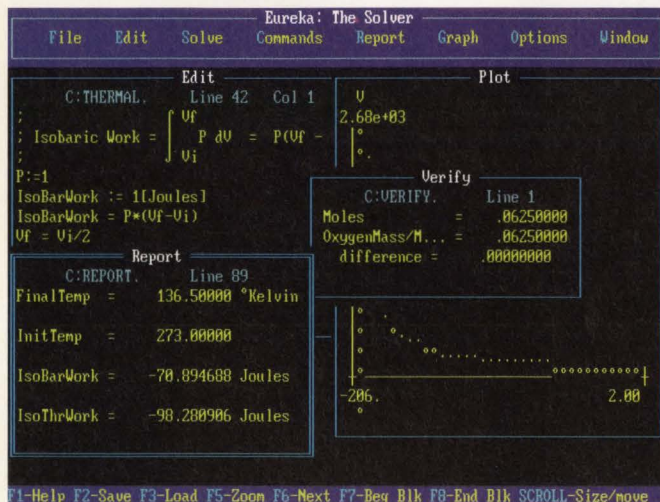 Eureka: The Solver
File Edit Solve Commands Report Graph Options Window
Edit
C:THERMAL. Line 42 Col 1
; Vf
; Isobaric Work = ∫ P dV = P(Vf -
; Vi
P:=1
IsoBarWork := 1[Joules]
IsoBarWork = P*(Vf-Vi)
Vf = Vi/2
Plot
V
2.68e+03
Verify
C:VERIFY. Line 1
Moles = .06250000
OxygenMass/M... = .06250000
difference = .00000000
Report
C:REPORT. Line 89
FinalTemp = 136.50000 °Kelvin
InitTemp = 273.00000
IsoBarWork = -70.894688 Joules
IsoThrWork = -98.280906 Joules
-206. 2.00
F1-Help F2-Save F3-Load F5-Zoom F6-Next F7-Beg Blk F8-End Blk SCROLL-Size/move